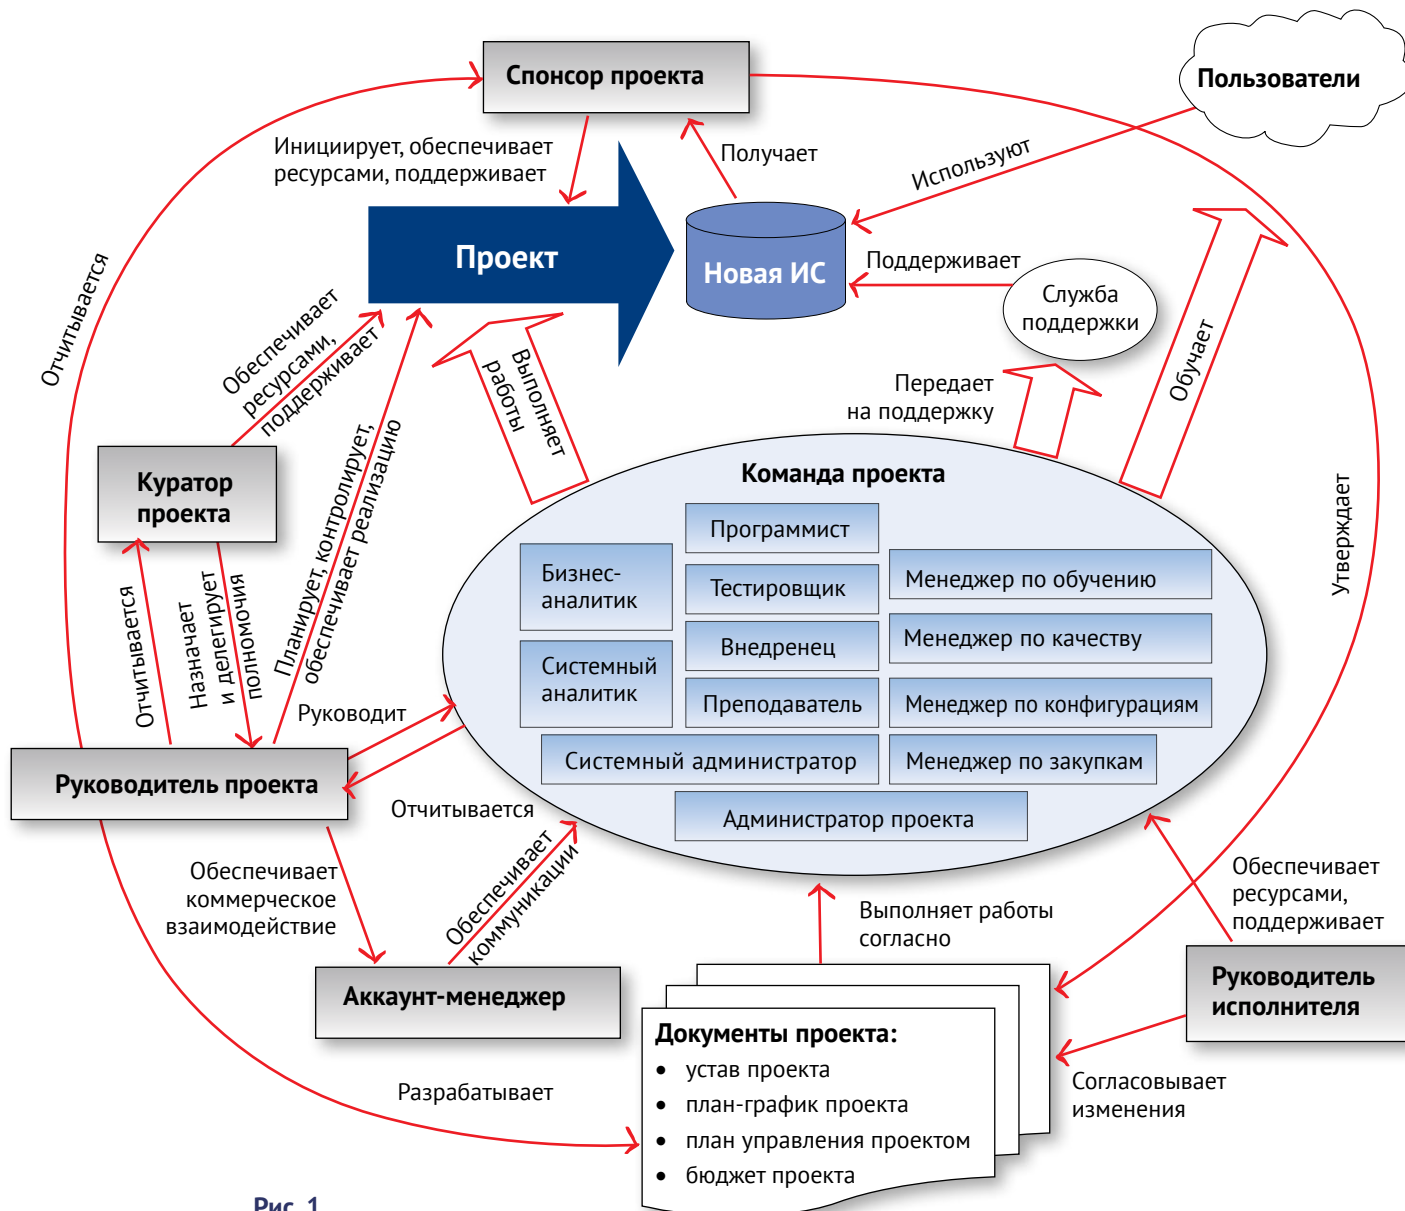 Спонсор проекта
Пользователи
Инициирует, обеспечивает
ресурсами, поддерживает
Получает
Используют
Проект
Новая ИС
Поддерживает
Служба
поддержки
Отчитывается
Обеспечивает
ресурсами,
поддерживает
Выполняет
работы
Передает
на поддержку
Обучает
Куратор
проекта
Планирует, контролирует,
обеспечивает реализацию
Утверждает
Команда проекта
Программист
Бизнес-
аналитик
Тестировщик
Менеджер по обучению
Внедренец
Менеджер по качеству
Системный
аналитик
Преподаватель
Менеджер по конфигурациям
Системный администратор
Менеджер по закупкам
Администратор проекта
Отчитывается
Назначает
и делегирует
полномочия
Руководит
Руководитель проекта
Отчитывается
Обеспечивает
коммерческое
взаимодействие
Обеспечивает
коммуникации
Выполняет работы
согласно
Обеспечивает
ресурсами,
поддерживает
Аккаунт-менеджер
Руководитель
исполнителя
Документы проекта:
• устав проекта
• план-график проекта
• план управления проектом
• бюджет проекта
Разрабатывает
Согласовывает
изменения
Рис. 1